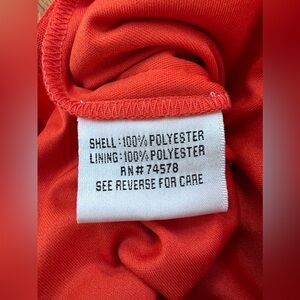 SHELL:100% POLYESTER
LINING:100% POLYESTER
RN# 74578
SEE REVERSE FOR CARE